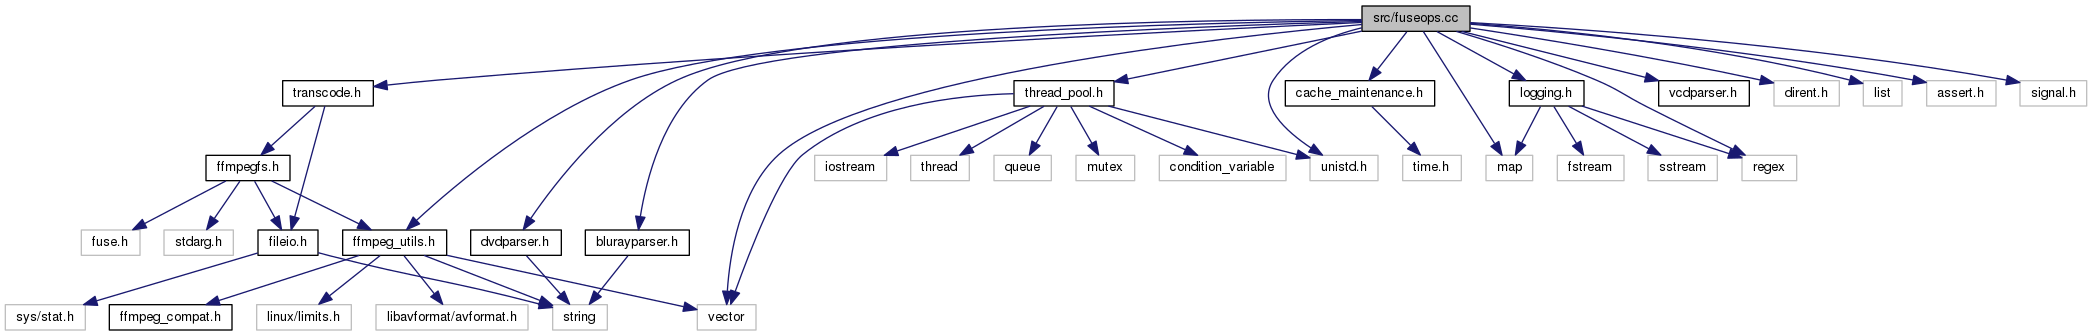 src/fuseops.cc
transcode.h
thread_pool.h
cache_maintenance.h
logging.h
vcdparser.h
dirent.h
list
assert.h
signal.h
ffmpegfs.h
iostream
thread
queue
mutex
condition_variable
unistd.h
time.h
map
fstream
sstream
regex
fuse.h
stdarg.h
fileio.h
ffmpeg_utils.h
dvdparser.h
blurayparser.h
sys/stat.h
ffmpeg_compat.h
linux/limits.h
libavformat/avformat.h
string
vector